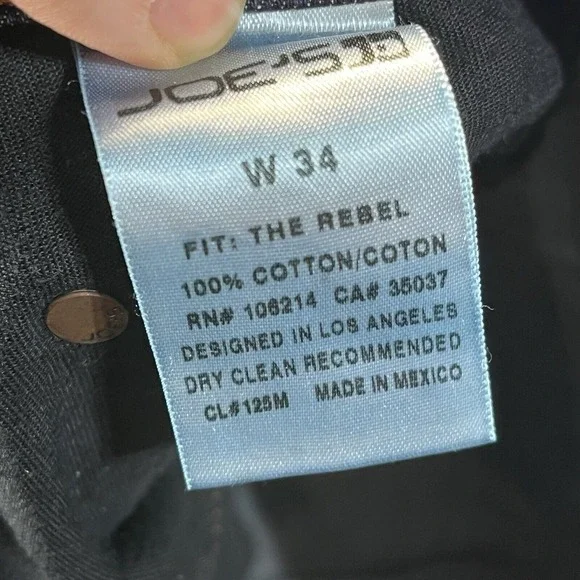 JOE'S
W 34
FIT: THE REBEL
100% COTTON/COTON
RN# 106214 CA# 35037
DESIGNED IN LOS ANGELES
DRY CLEAN RECOMMENDED
CL#125M MADE IN MEXICO
JOE